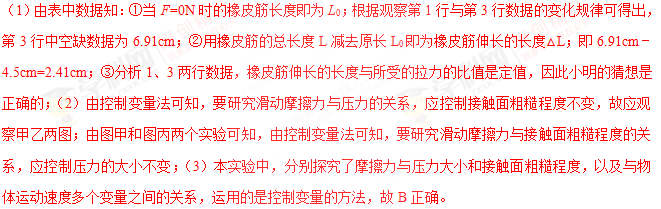 （1）由表中数据知：①当 F=0N 时的橡皮筋长度即为 L₀；根据观察第 1 行与第 3 行数据的变化规律可得出，
第 3 行中空缺数据为 6.91cm；②用橡皮筋的总长度 L 减去原长 L₀即为橡皮筋伸长的长度△L；即 6.91cm﹣
4.5cm=2.41cm；③分析 1、3 两行数据，橡皮筋伸长的长度与所受的拉力的比值是定值，因此小明的猜想是
正确的；（2）由控制变量法可知，要研究滑动摩擦力与压力的关系，应控制接触面粗糙程度不变，故应观
察甲乙两图；由图甲和图丙两个实验可知，由控制变量法可知，要研究滑动摩擦力与接触面粗糙程度的关
系，应控制压力的大小不变；（3）本实验中，分别探究了摩擦力与压力大小和接触面粗糙程度，以及与物
体运动速度多个变量之间的关系，运用的是控制变量的方法，故 B 正确。